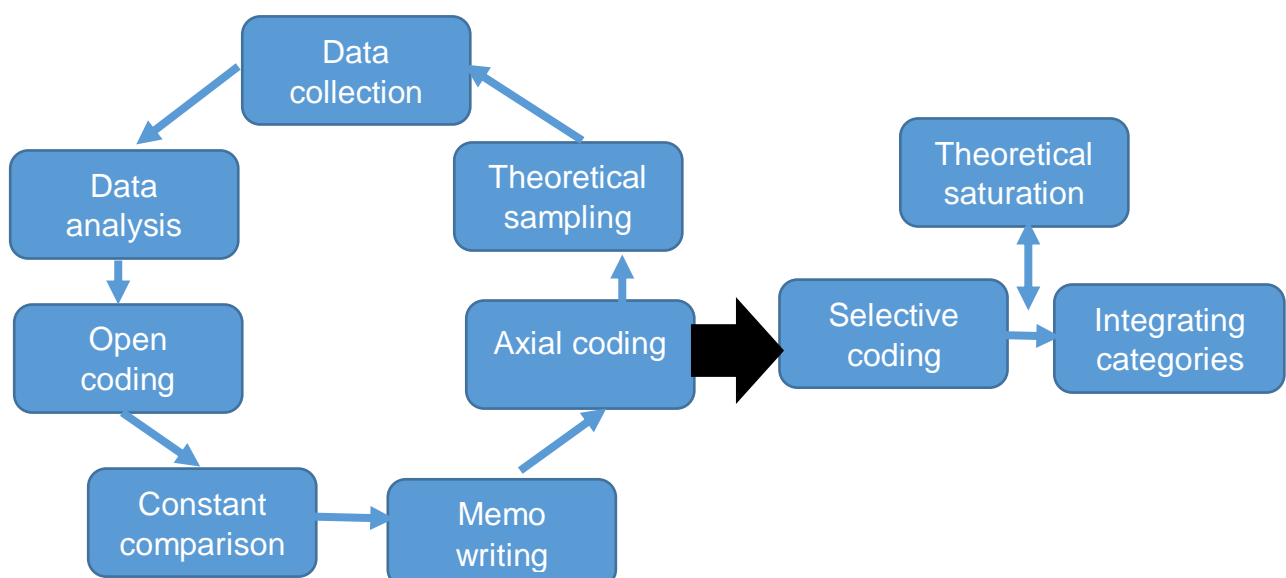 Data
collection
Data
analysis
Open
coding
Constant
comparison
Memo
writing
Axial coding
Theoretical
sampling
Selective
coding
Theoretical
saturation
Integrating
categories